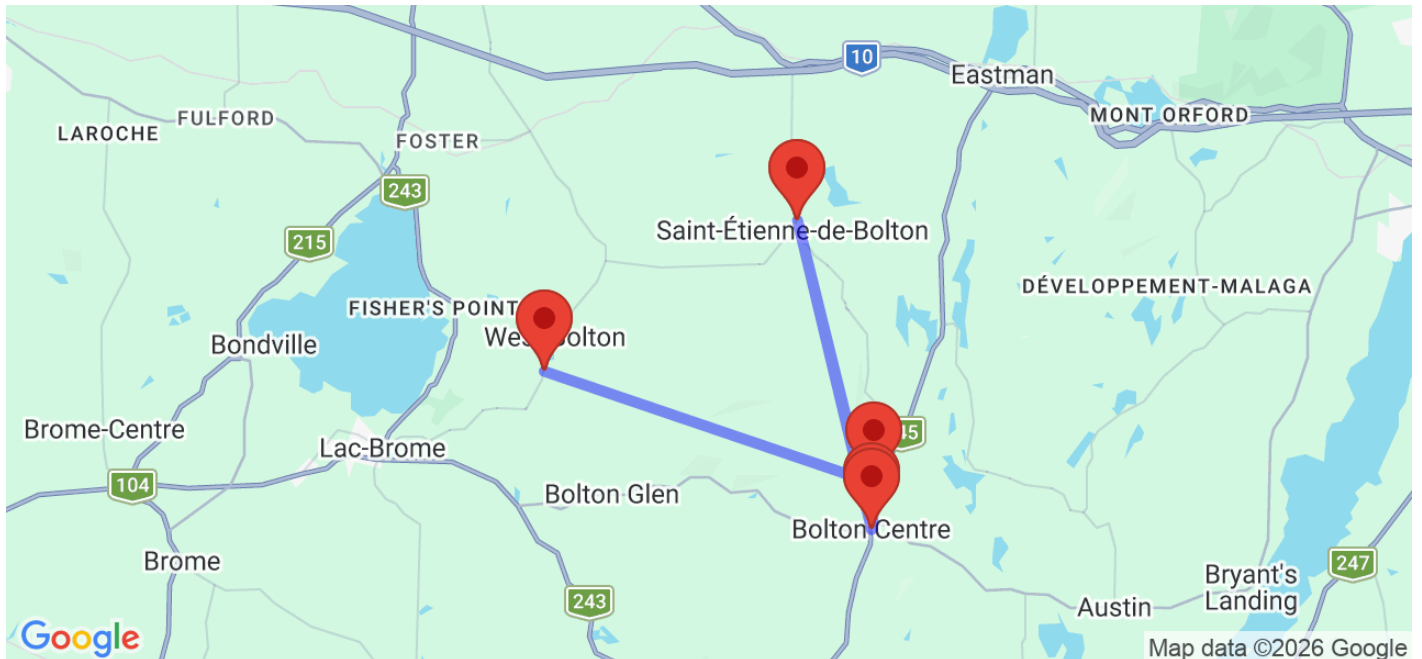 10
Eastman
MONT ORFORD
FULFORD
LAROCHE
FOSTER
243
215
Saint-Étienne-de-Bolton
DÉVELOPPEMENT-MALAGA
FISHER'S POINT
Bondville
Brome-Centre
Lac-Brome
104
Bolton Glen
Bolton Centre
Brome
247
243
Bryant's
Landing
Austin
Google
Map data ©2026 Google